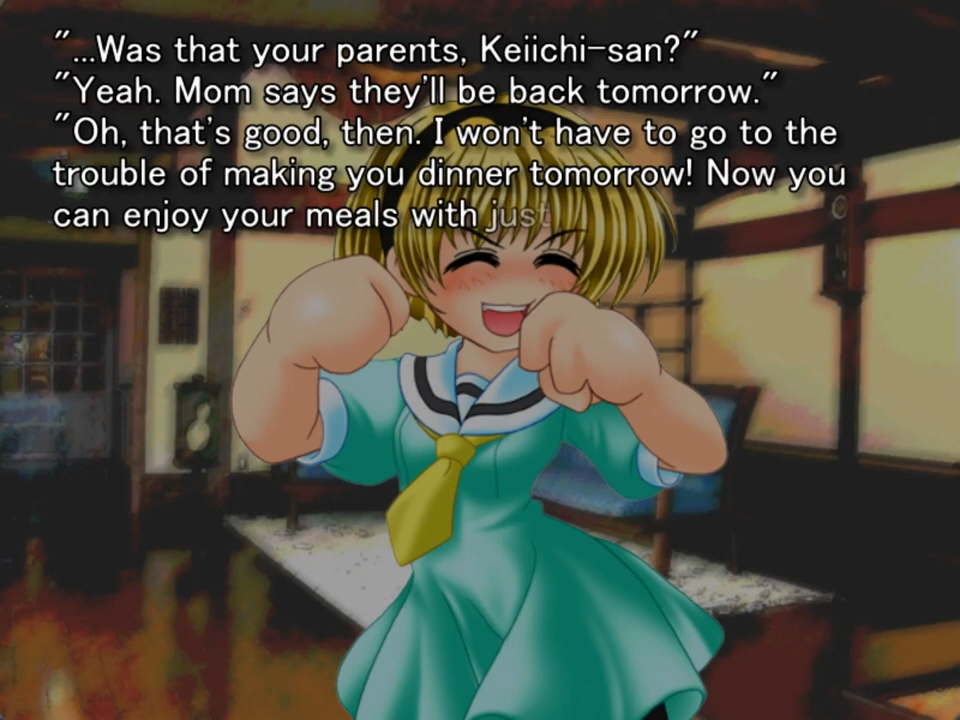 "...Was that your parents, Keiichi-san?"
"Yeah. Mom says they'll be back tomorrow."
"Oh, that's good, then. I won't have to go to the
trouble of making you dinner tomorrow! Now you
can enjoy your meals with just